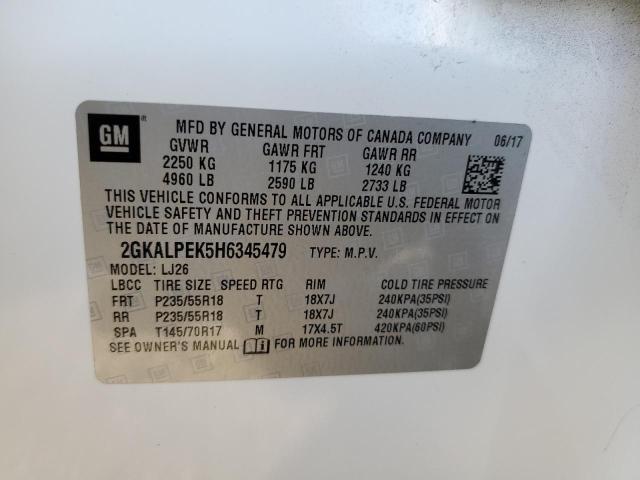 GM ®
MFD BY GENERAL MOTORS OF CANADA COMPANY 06/17
GVWR GAWR FRT GAWR RR
2250 KG 1175 KG 1240 KG
4960 LB 2590 LB 2733 LB
THIS VEHICLE CONFORMS TO ALL APPLICABLE U.S. FEDERAL MOTOR
VEHICLE SAFETY AND THEFT PREVENTION STANDARDS IN EFFECT ON
THE DATE OF MANUFACTURE SHOWN ABOVE.
2GKALPEK5H6345479 TYPE: M.P.V.
MODEL: LJ26
LBCC TIRE SIZE SPEED RTG RIM COLD TIRE PRESSURE
FRT P235/55R18 T 18X7J 240KPA(35PSI)
RR P235/55R18 T 18X7J 240KPA(35PSI)
SPA T145/70R17 M 17X4.5T 420KPA(60PSI)
SEE OWNER'S MANUAL FOR MORE INFORMATION.